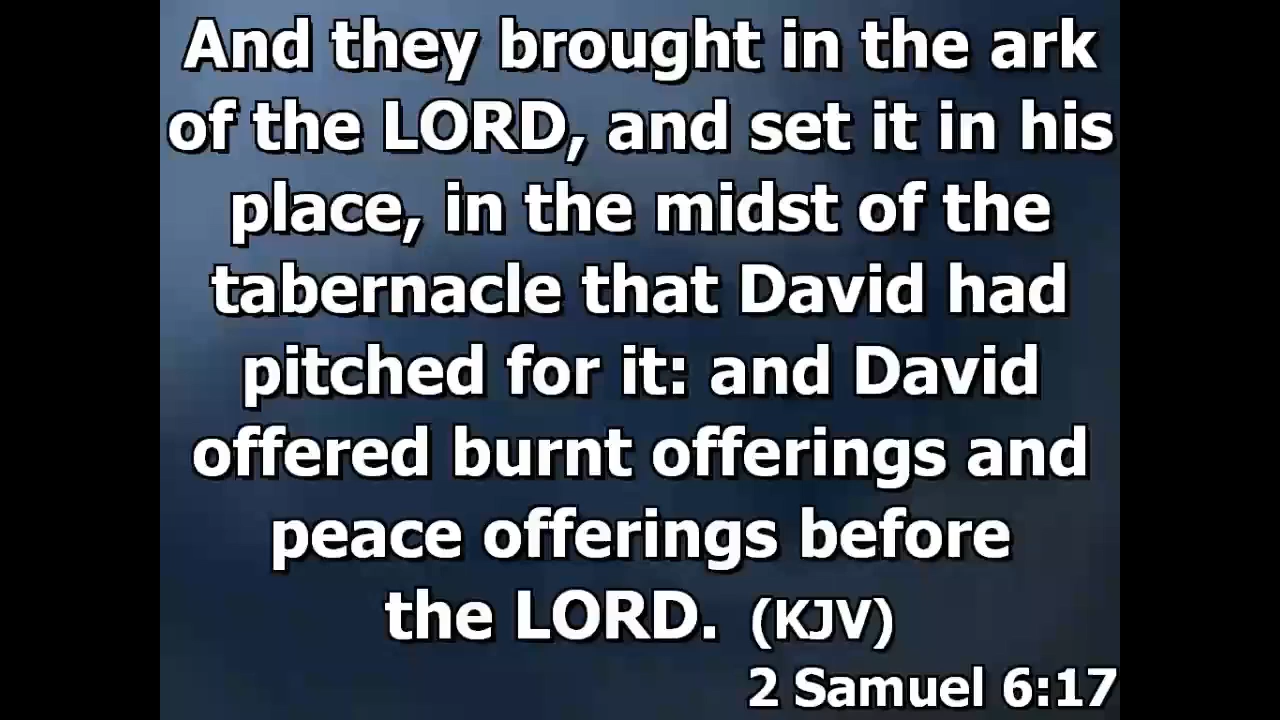 And they brought in the ark
of the LORD, and set it in his
place, in the midst of the
tabernacle that David had
pitched for it: and David
offered burnt offerings and
peace offerings before
the LORD. (KJV)
2 Samuel 6:17